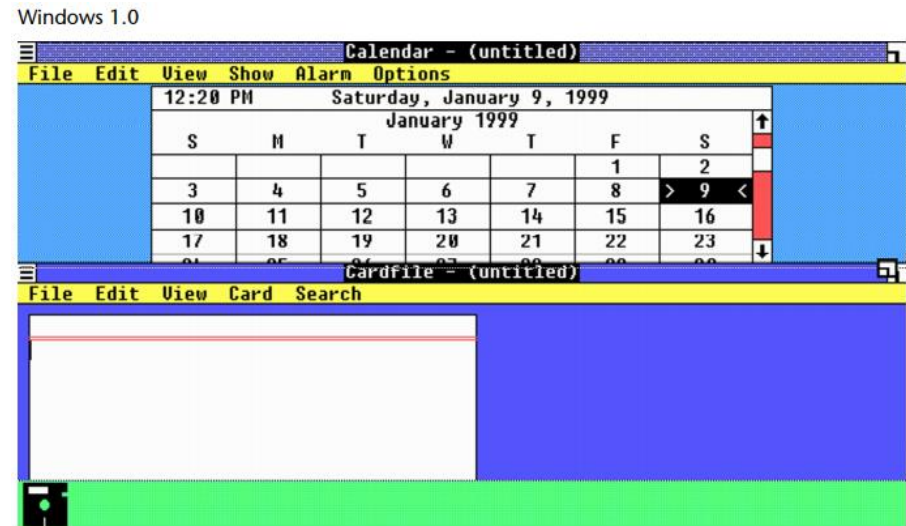 Windows 1.0
Calendar - (untitled)
File Edit View Show Alarm Options
12:20 PM Saturday, January 9, 1999
January 1999
S M T W T F S
1 2
3 4 5 6 7 8 > 9 <
10 11 12 13 14 15 16
17 18 19 20 21 22 23
Cardfile - (untitled)
File Edit View Card Search